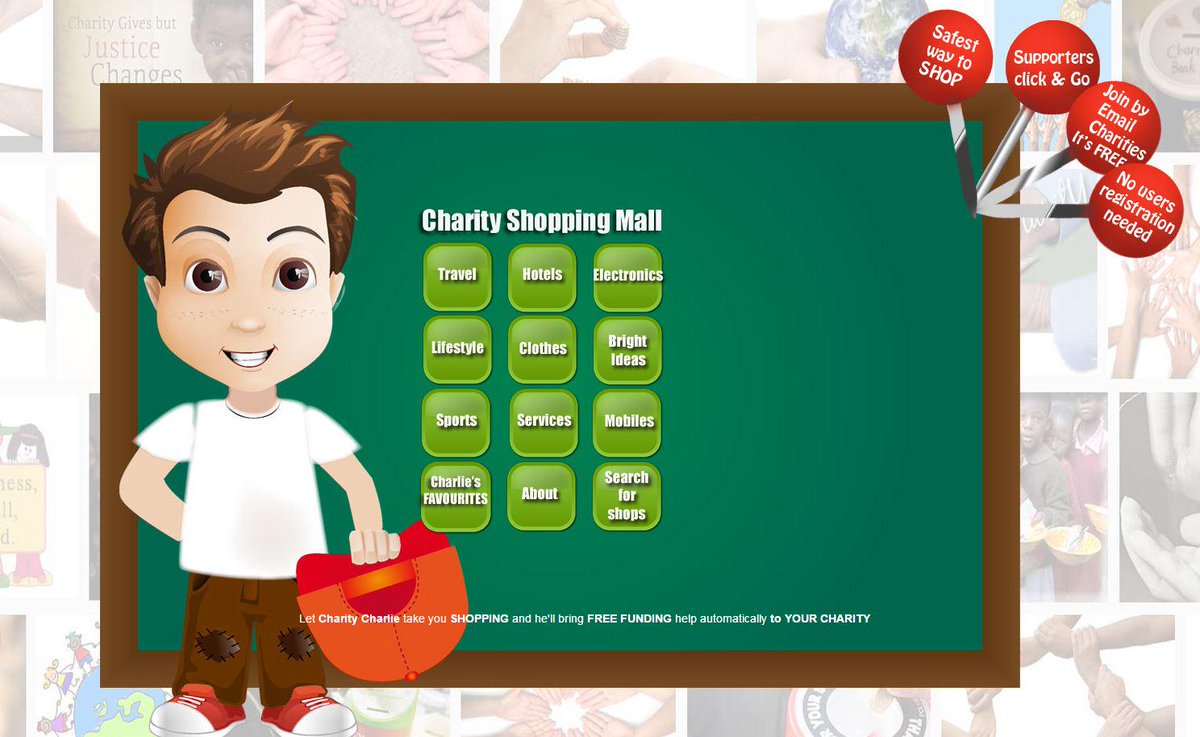 Charity Gives but
Justice
Changes
Safest
way to
SHOP
Supporters
click & Go
Join by
Email
Charities
It's FREE
No users
registration
needed
Charity Shopping Mall
Travel
Hotels
Electronics
Lifestyle
Clothes
Bright
Ideas
Sports
Services
Mobiles
Charlie's
FAVOURITES
About
Search
for
shops
Let Charity Charlie take you SHOPPING and he'll bring FREE FUNDING help automatically to YOUR CHARITY